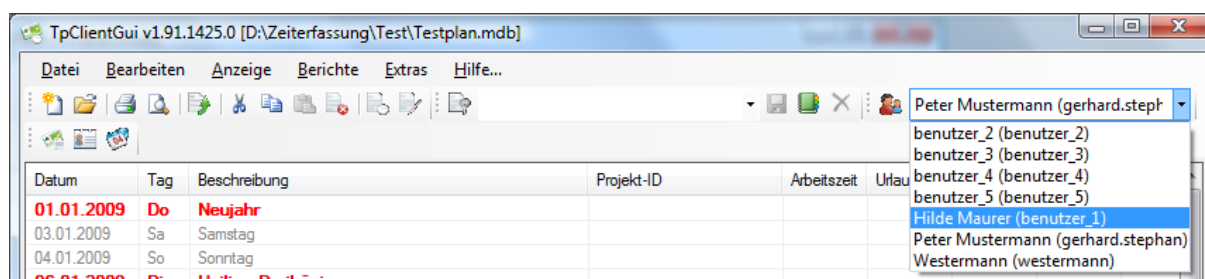 TpClientGui v1.91.1425.0 [D:\Zeiterfassung\Test\Testplan.mdb]
Datei Bearbeiten Anzeige Berichte Extras Hilfe...
Peter Mustermann (gerhard.steph
benutzer_2 (benutzer_2)
benutzer_3 (benutzer_3)
benutzer_4 (benutzer_4)
benutzer_5 (benutzer_5)
Hilde Maurer (benutzer_1)
Peter Mustermann (gerhard.stephan)
Westermann (westermann)
Datum Tag Beschreibung Projekt-ID Arbeitszeit Urlau
01.01.2009 Do Neujahr
03.01.2009 Sa Samstag
04.01.2009 So Sonntag